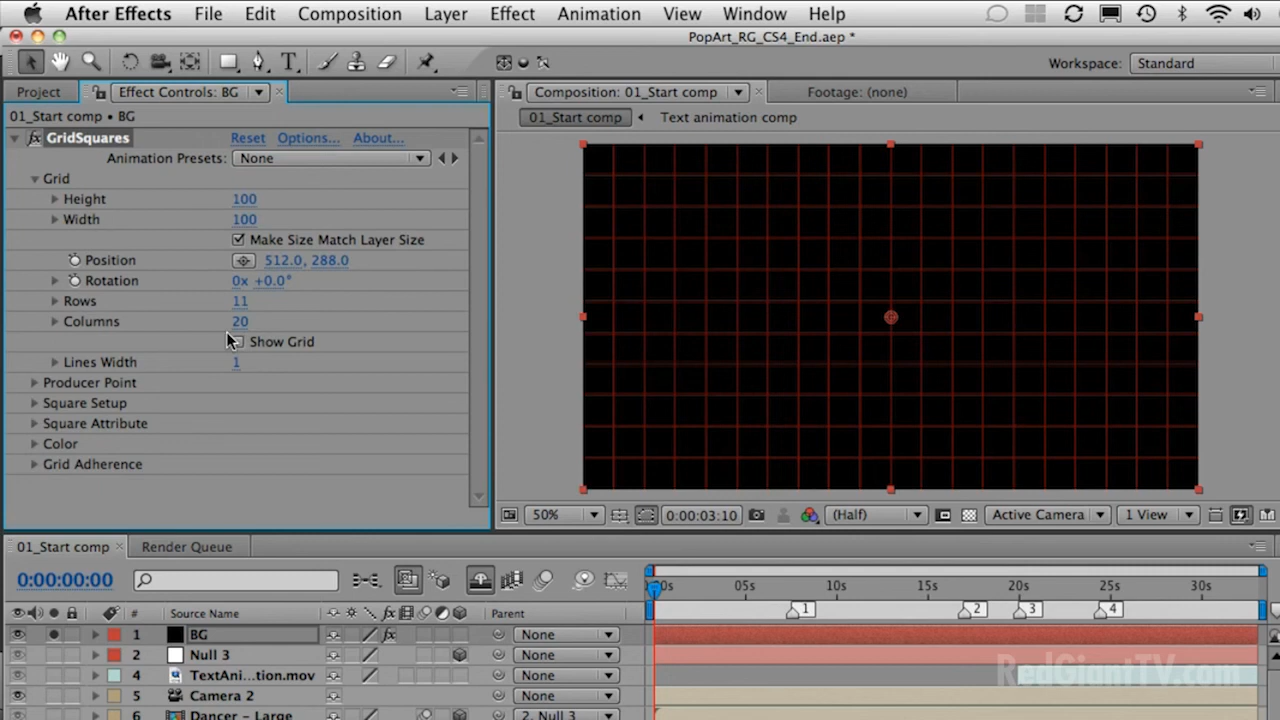 After Effects File Edit Composition Layer Effect Animation View Window Help
PopArt_RG_CS4_End.aep *
Workspace: Standard
Project Effect Controls: BG
Composition: 01_Start comp Footage: (none)
01_Start comp • BG
01_Start comp Text animation comp
GridSquares Reset Options... About...
Animation Presets: None
Grid
Height 100
Width 100
Make Size Match Layer Size
Position 512.0, 288.0
Rotation 0x +0.0°
Rows 11
Columns 20
Show Grid
Lines Width 1
Producer Point
Square Setup
Square Attribute
Color
Grid Adherence
50% 0:00:03:10 (Half) Active Camera 1 View
01_Start comp Render Queue
0:00:00:00
00s 05s 10s 15s 20s 25s 30s
1 2 3 4
# Source Name Parent
1 BG None
2 Null 3 None
4 TextAni...tion.mov None
5 Camera 2 None
6 Dancer – Large 2. Null 3
RedGiantTV.com